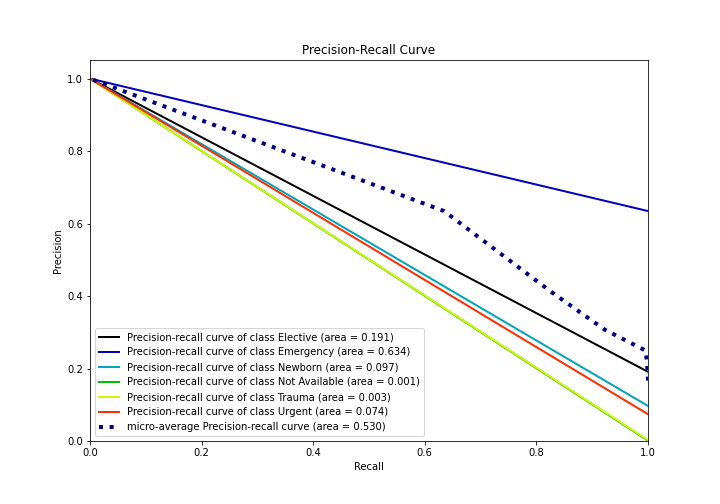 Precision-Recall Curve
1.0
0.8
0.6
0.4
0.2
0.0
Precision
Precision-recall curve of class Elective (area = 0.191)
Precision-recall curve of class Emergency (area = 0.634)
Precision-recall curve of class Newborn (area = 0.097)
Precision-recall curve of class Not Available (area = 0.001)
Precision-recall curve of class Trauma (area = 0.003)
Precision-recall curve of class Urgent (area = 0.074)
micro-average Precision-recall curve (area = 0.530)
0.0 0.2 0.4 0.6 0.8 1.0
Recall